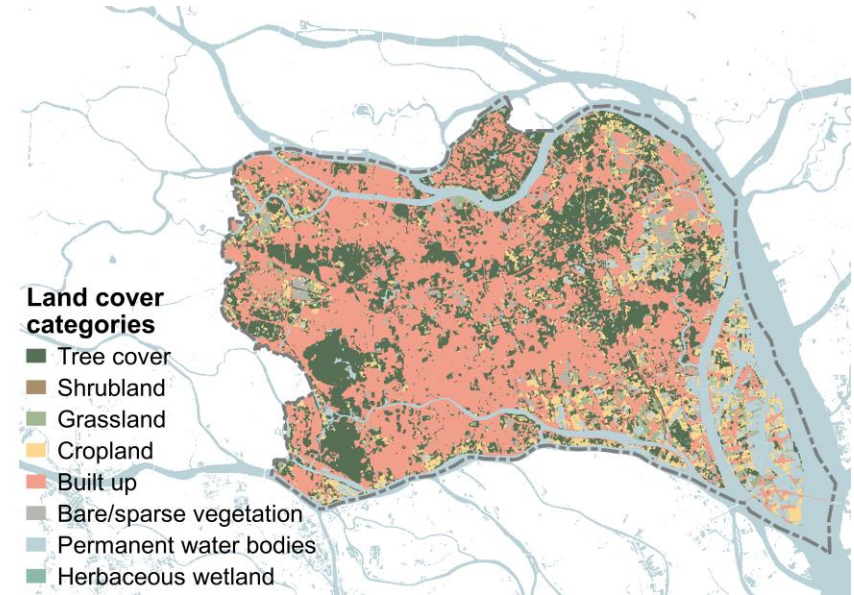 Land cover
categories
Tree cover
Shrubland
Grassland
Cropland
Built up
Bare/sparse vegetation
Permanent water bodies
Herbaceous wetland